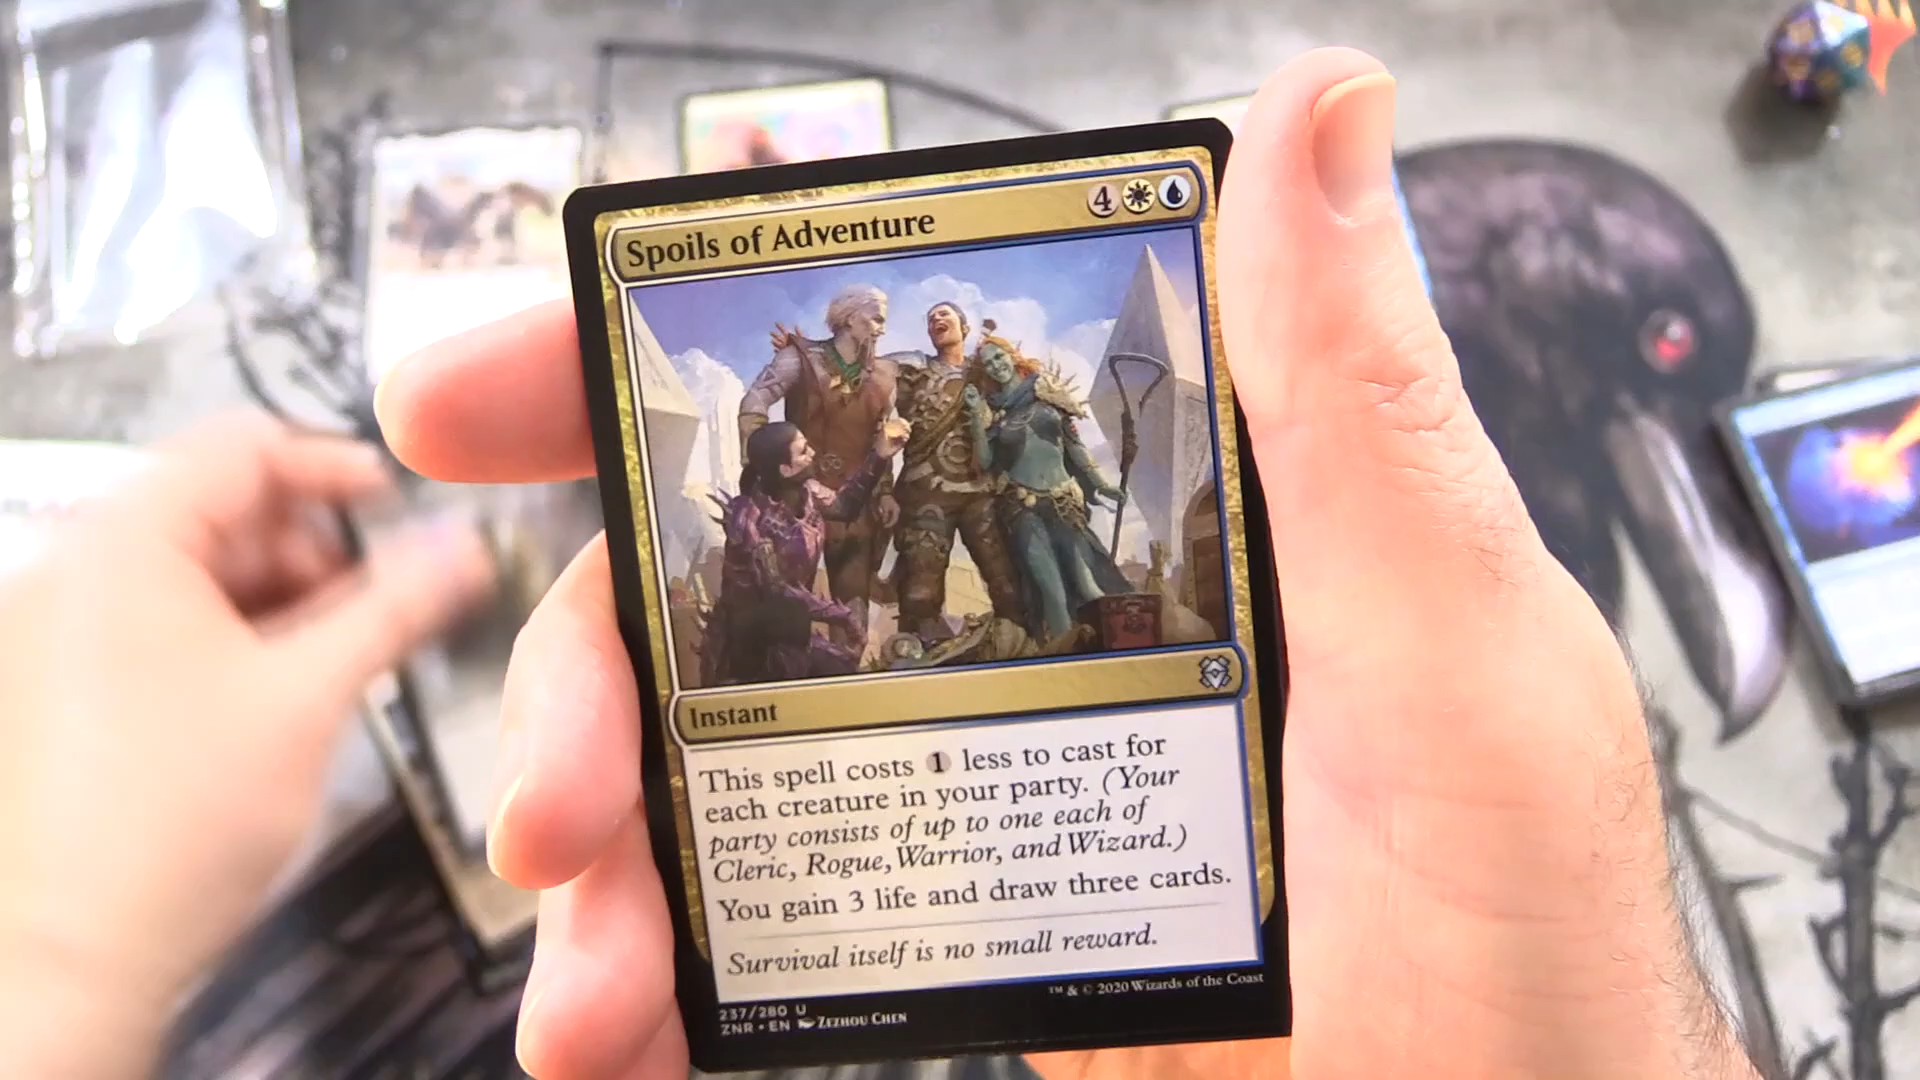 Spoils of Adventure 4
Instant
This spell costs 1 less to cast for
each creature in your party. (Your
party consists of up to one each of
Cleric, Rogue, Warrior, and Wizard.)
You gain 3 life and draw three cards.
Survival itself is no small reward.
237/280 U
ZNR • EN Zezhou Chen
™ & © 2020 Wizards of the Coast